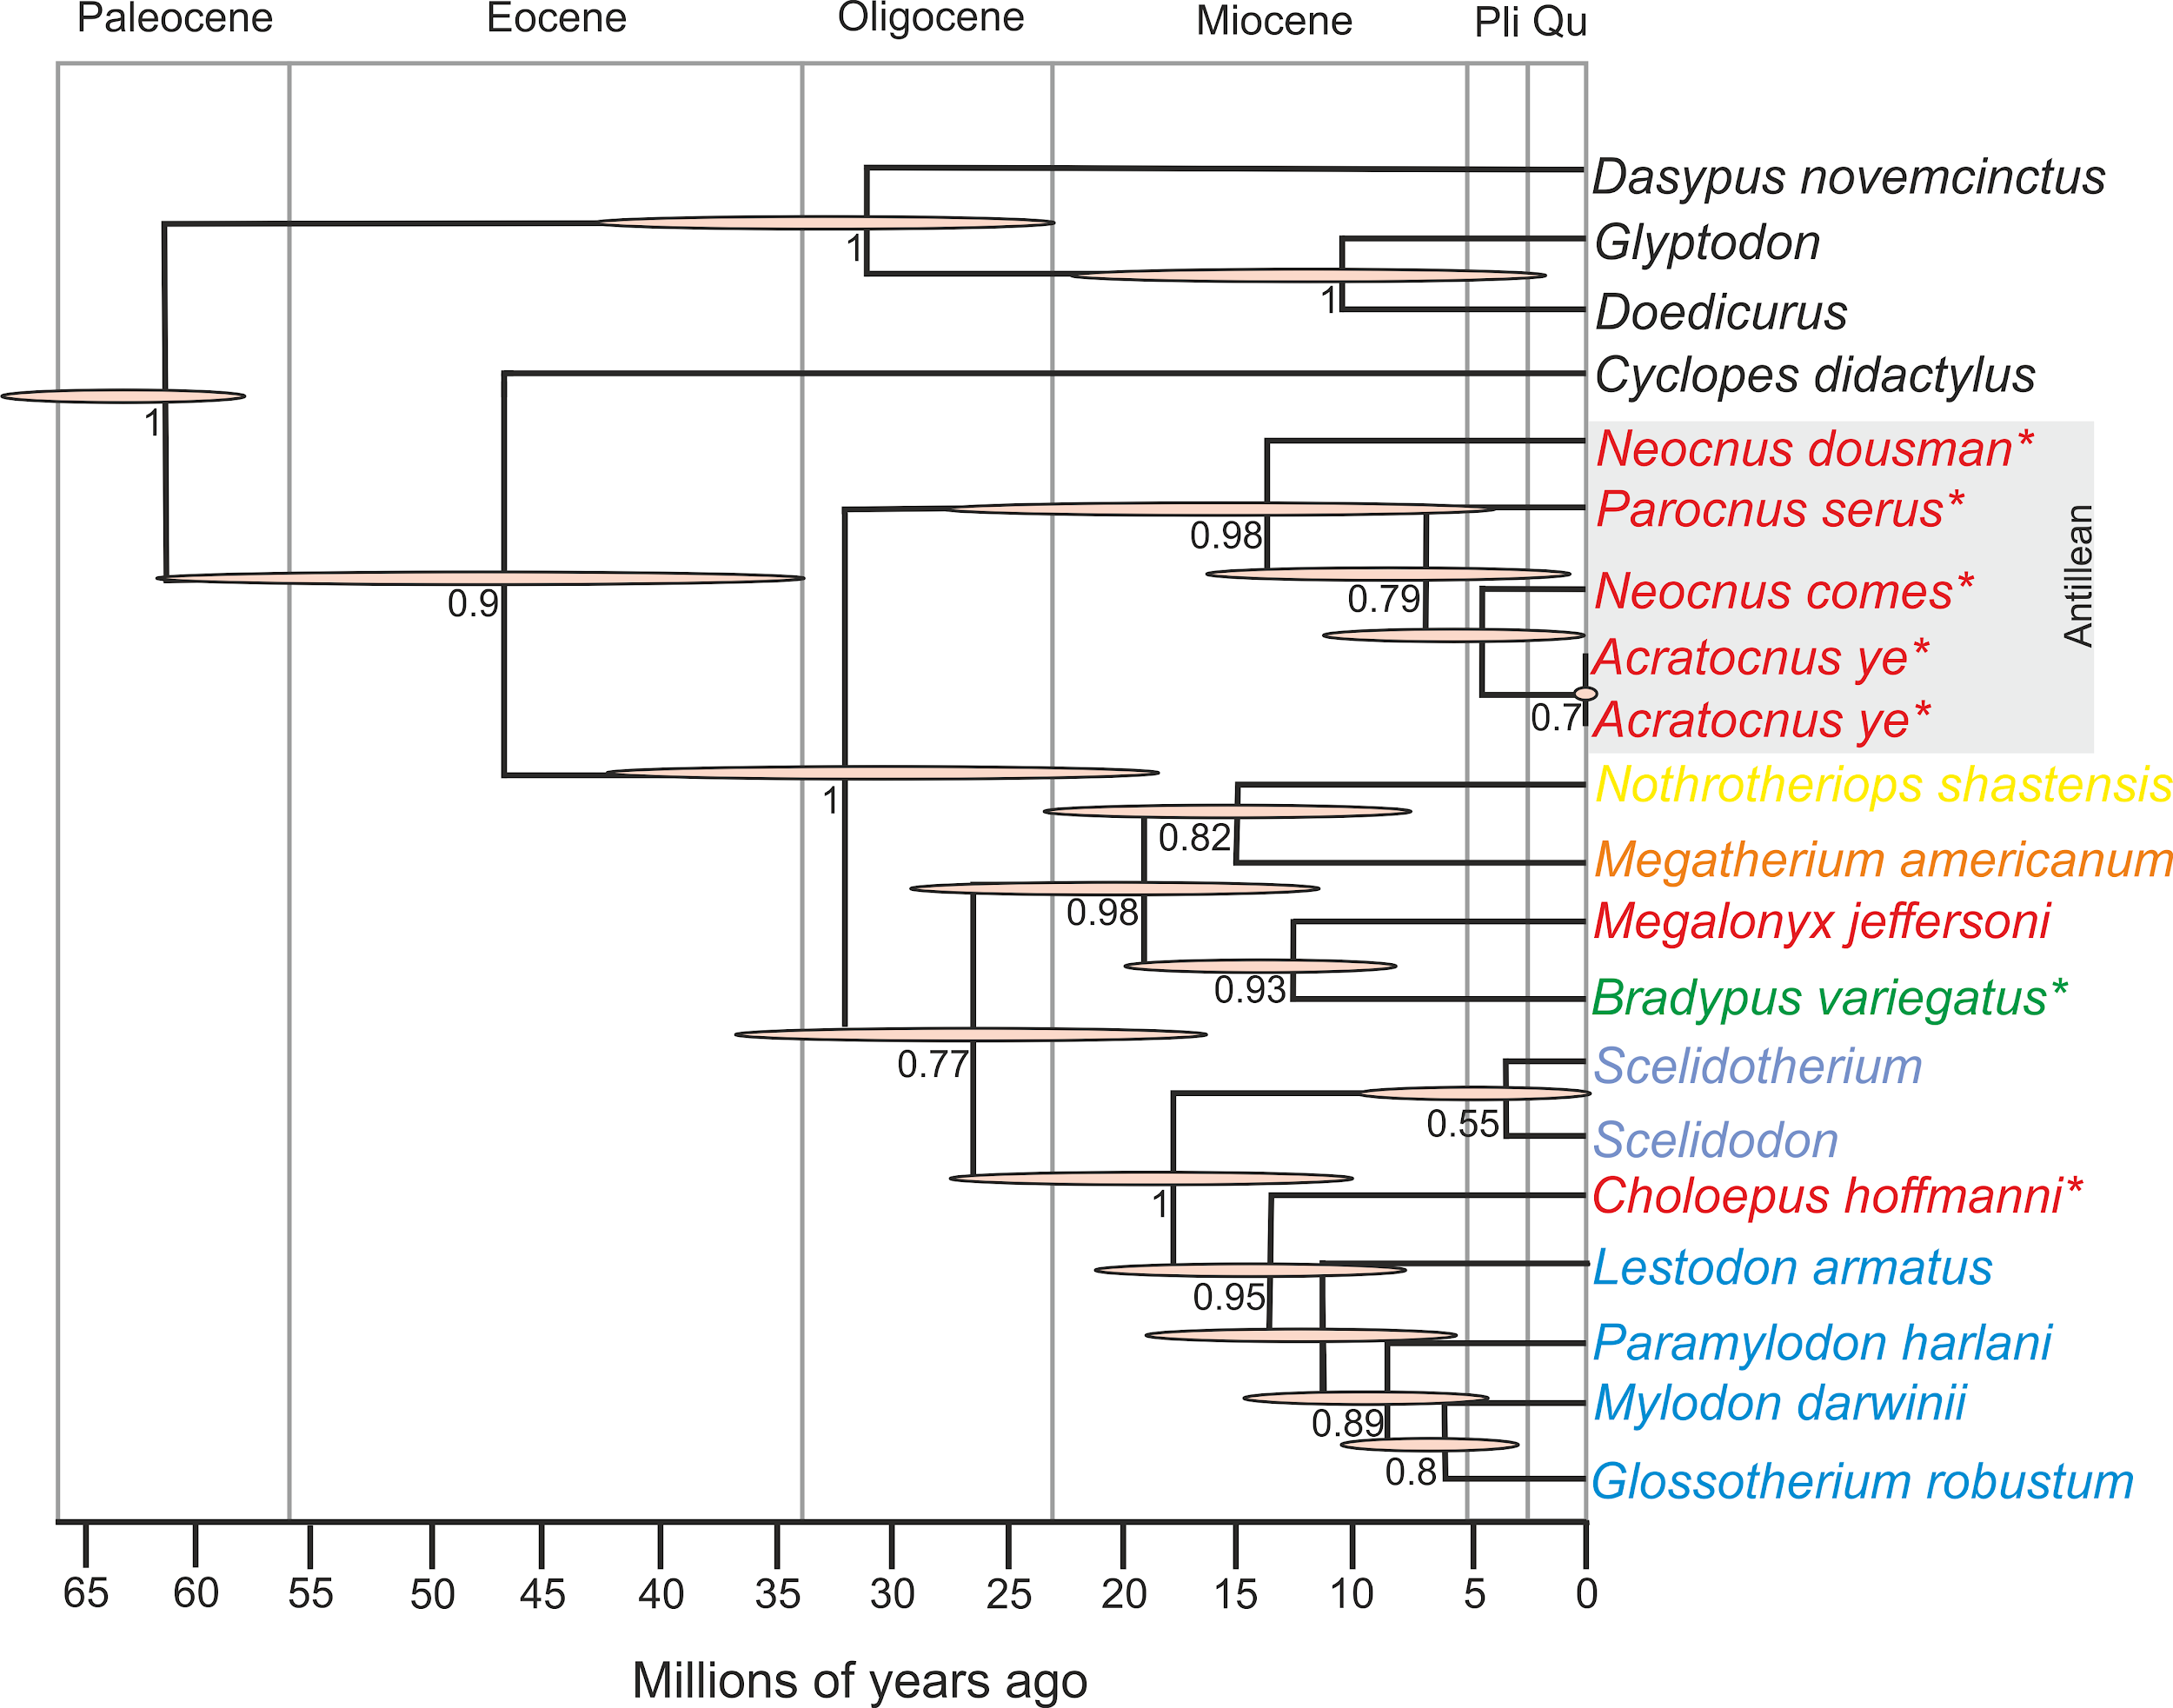 Paleocene Eocene Oligocene Miocene Pli Qu
Dasypus novemcinctus
1
Glyptodon
1
Doedicurus
Cyclopes didactylus
1
Neocnus dousman*
Parocnus serus*
0.98
Antillean
Neocnus comes*
0.9
0.79
Acratocnus ye*
0.7
Acratocnus ye*
Nothrotheriops shastensis
1
0.82
Megatherium americanum
0.98
Megalonyx jeffersoni
0.93
Bradypus variegatus*
0.77
Scelidotherium
0.55
Scelidodon
1
Choloepus hoffmanni*
Lestodon armatus
0.95
Paramylodon harlani
Mylodon darwinii
0.89
0.8
Glossotherium robustum
65 60 55 50 45 40 35 30 25 20 15 10 5 0
Millions of years ago